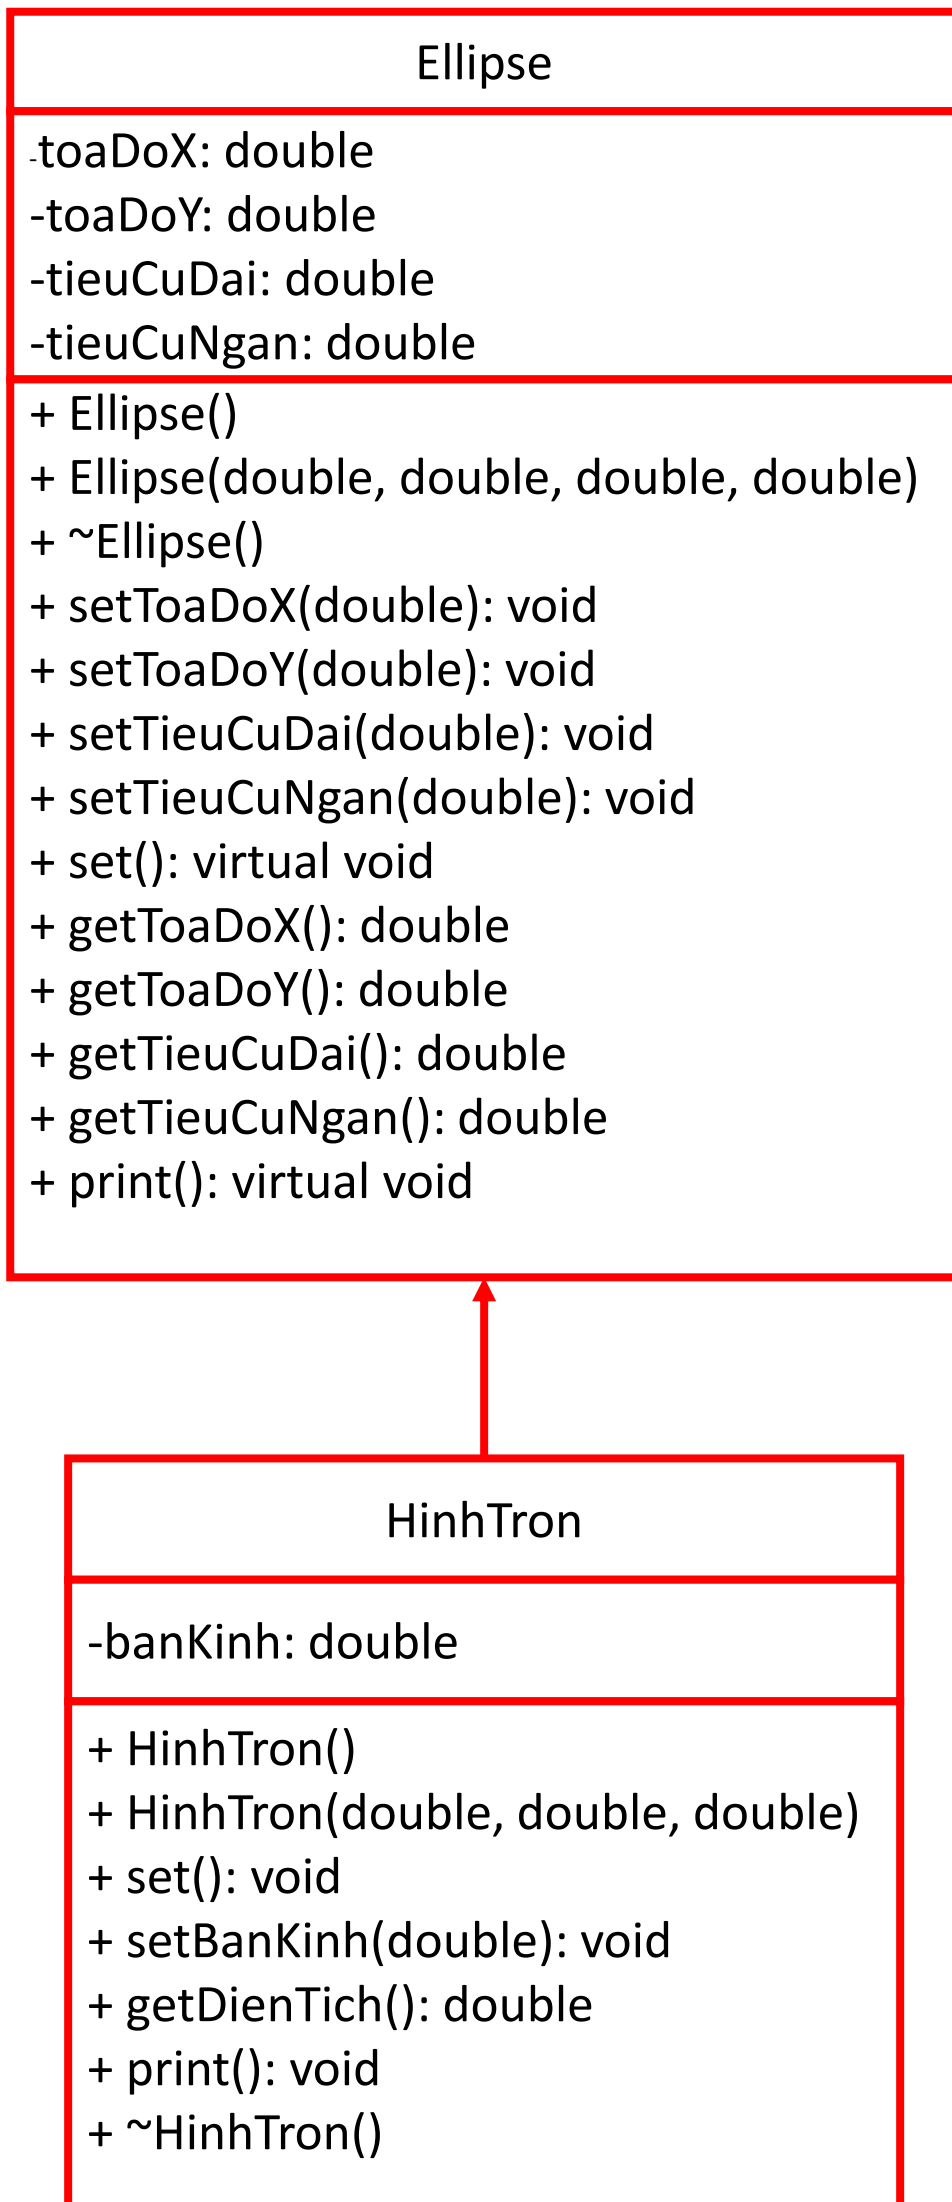 Ellipse
-toaDoX: double
-toaDoY: double
-tieuCuDai: double
-tieuCuNgan: double
+ Ellipse()
+ Ellipse(double, double, double, double)
+ ~Ellipse()
+ setToaDoX(double): void
+ setToaDoY(double): void
+ setTieuCuDai(double): void
+ setTieuCuNgan(double): void
+ set(): virtual void
+ getToaDoX(): double
+ getToaDoY(): double
+ getTieuCuDai(): double
+ getTieuCuNgan(): double
+ print(): virtual void
HinhTron
-banKinh: double
+ HinhTron()
+ HinhTron(double, double, double)
+ set(): void
+ setBanKinh(double): void
+ getDienTich(): double
+ print(): void
+ ~HinhTron()